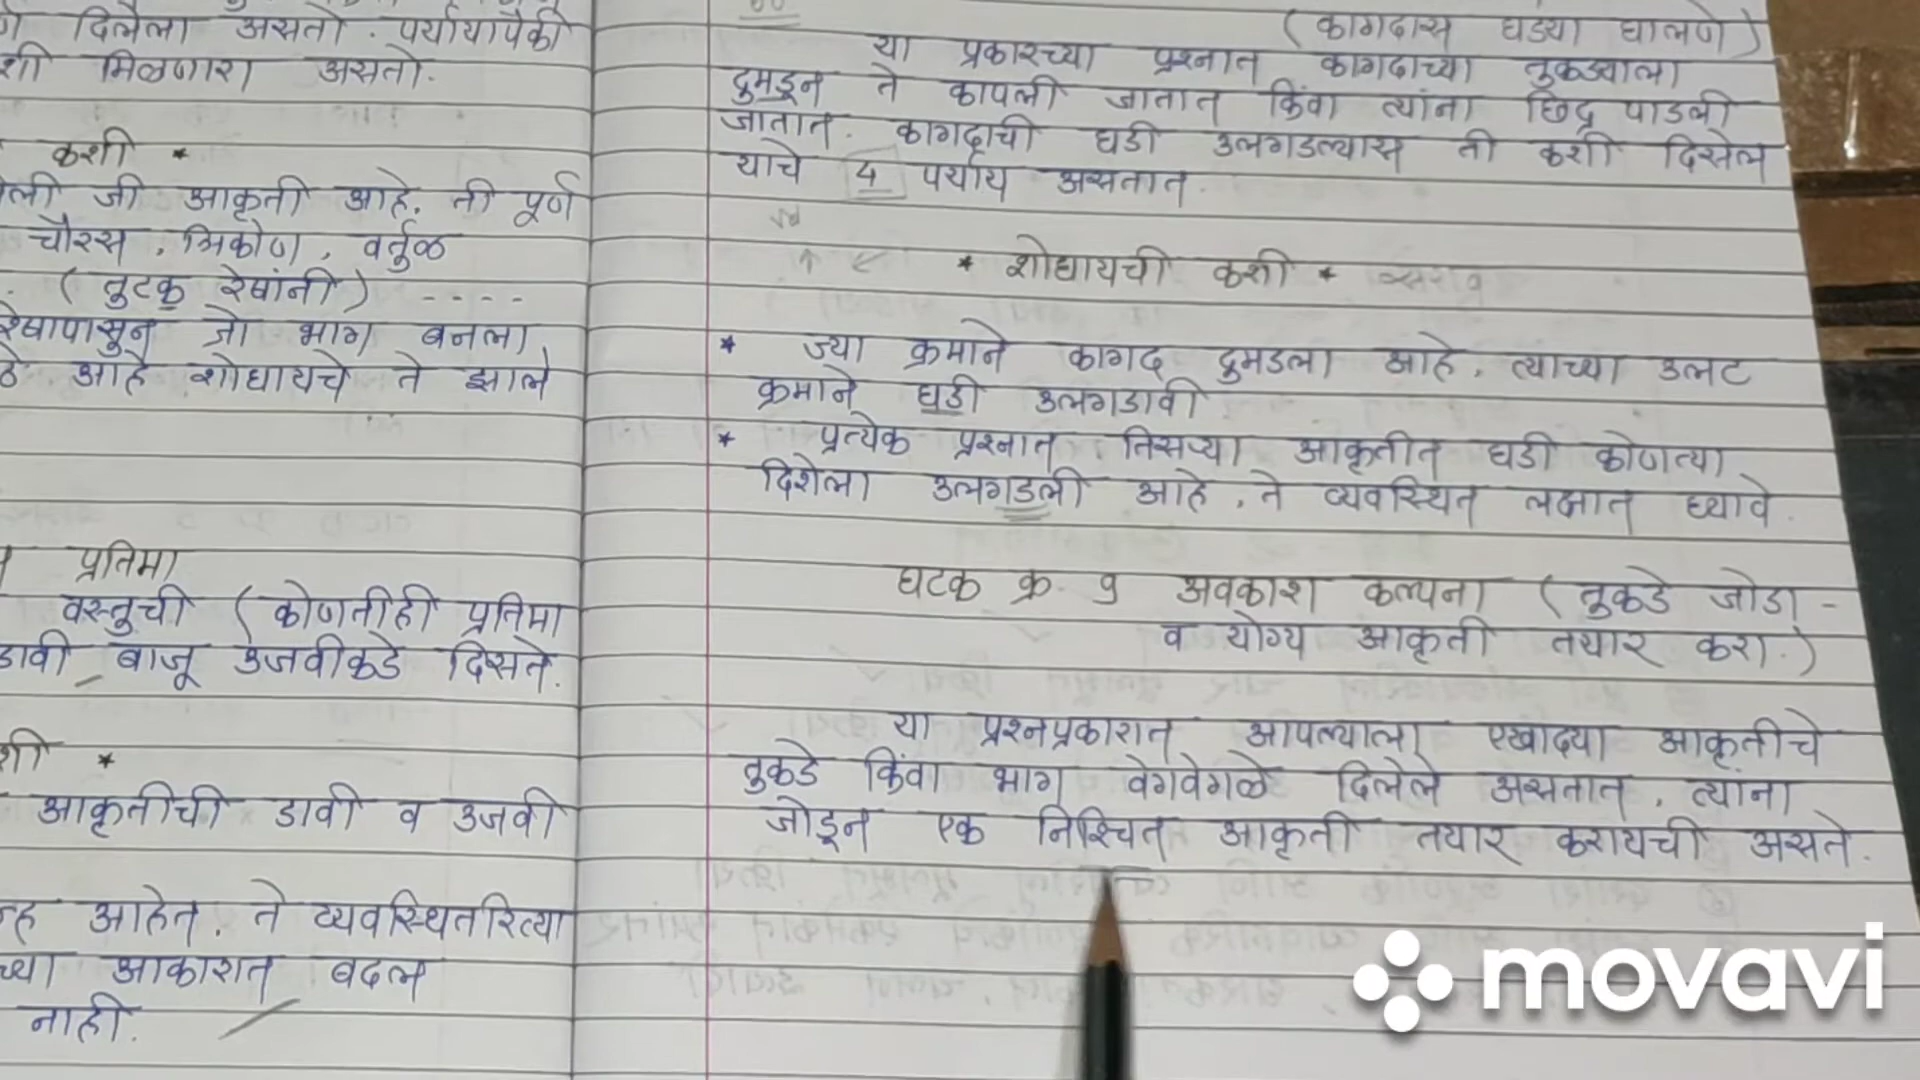 दिलेला असतो. पर्यायापैकी
शी मिळणारा असतो.
कशी *
ली जी आकृती आहे. ती पूर्ण
चौरस, त्रिकोण, वर्तुळ
(तुटक रेषांनी) - - - -
रेषापासून जो भाग बनला
ठे आहे शोधायचे ते झाले
प्रतिमा
वस्तुची (कोणतीही प्रतिमा
डावी बाजू उजवीकडे दिसते.
शी *
आकृतीची डावी व उजवी
न्ह आहेत. ते व्यवस्थितरित्या
च्या आकारात बदल
नाही.
(कागदास घड्या घालणे)
या प्रकारच्या प्रश्नात कागदाच्या तुकड्याला
दुमडून ते कापली जातात किंवा त्यांना छिद्र पाडली
जातात. कागदाची घडी उलगडल्यास ती कशी दिसेल
याचे 4 पर्याय असतात.
* शोधायची कशी *
* ज्या क्रमाने कागद दुमडला आहे. त्याच्या उलट
क्रमाने घडी उलगडावी
* प्रत्येक प्रश्नात तिसऱ्या आकृतीत घडी कोणत्या
दिशेला उलगडली आहे. ते व्यवस्थित लक्षात घ्यावे.
घटक क्र. 9 अवकाश कल्पना (तुकडे जोडा -
व योग्य आकृती तयार करा.)
या प्रश्नप्रकारात आपल्याला एखादया आकृतीचे
तुकडे किंवा भाग वेगवेगळे दिलेले असतात. त्यांना
जोडून एक निश्चित आकृती तयार करायची असते.
movavi